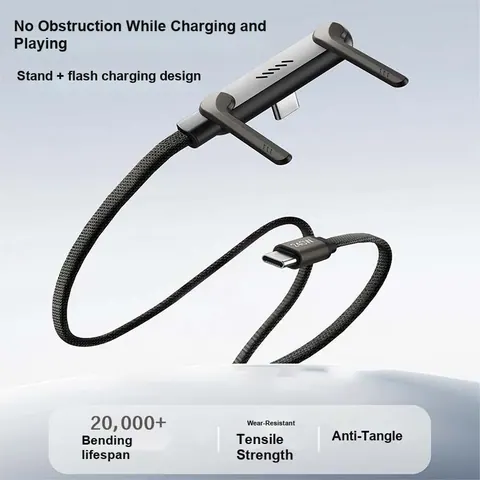 No Obstruction While Charging and
Playing
Stand + flash charging design
20,000+
Bending
lifespan
Wear-Resistant
Tensile
Strength
Anti-Tangle